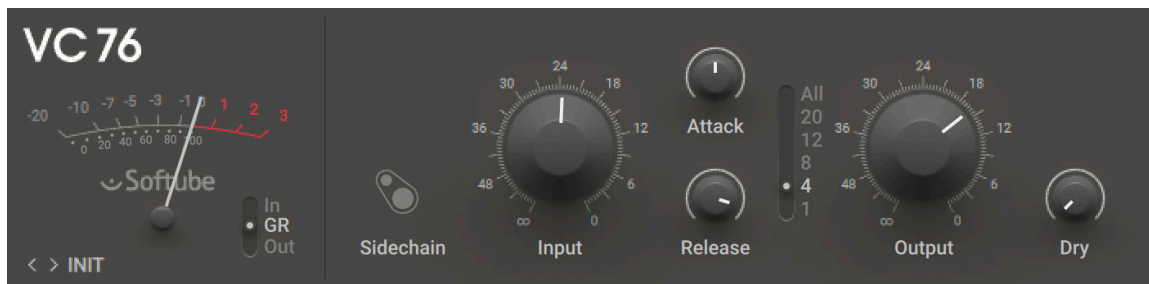 VC 76
-20 -10 -7 -5 -3 -1 0 1 2 3
0 20 40 60 80 100
Softube
In
GR
Out
< > INIT
Sidechain
∞ 48 36 30 24 18 12 6 0
Input
Attack
Release
All
20
12
8
4
1
∞ 48 36 30 24 18 12 6 0
Output
Dry